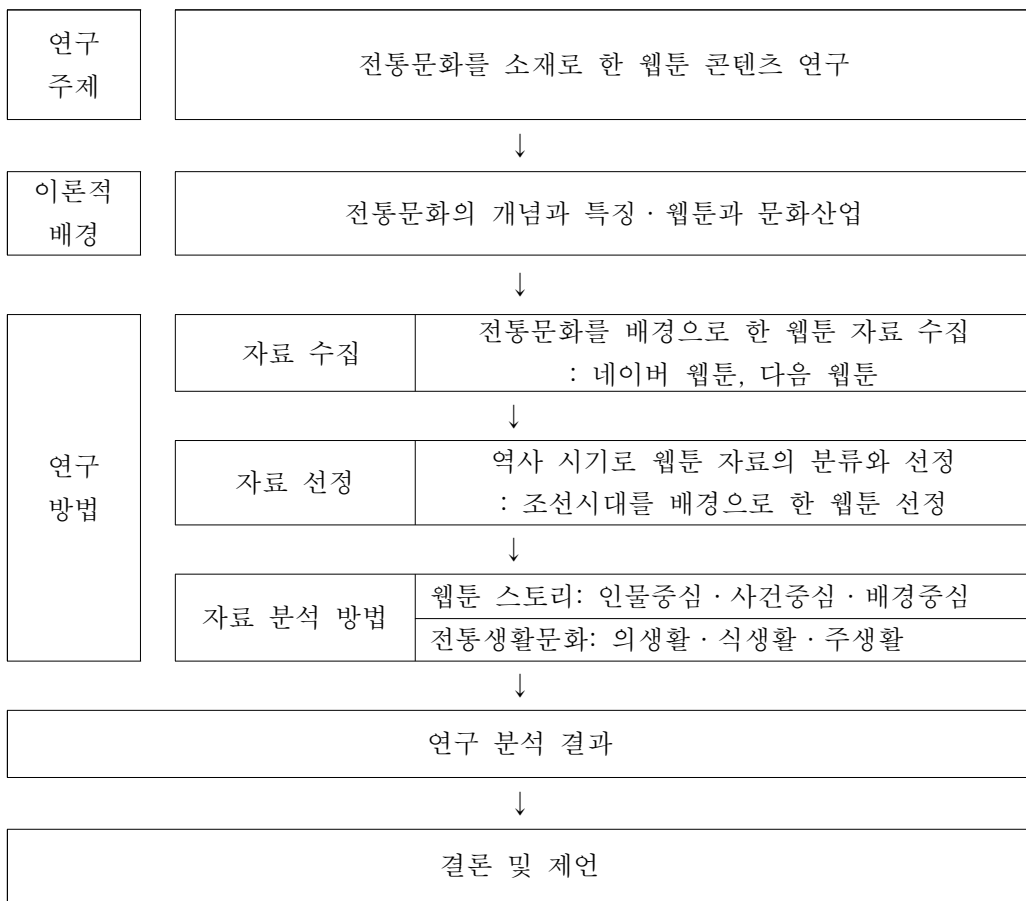 연구
주제
전통문화를 소재로 한 웹툰 콘텐츠 연구
↓
이론적
배경
전통문화의 개념과 특징 · 웹툰과 문화산업
↓
연구
방법
자료 수집
전통문화를 배경으로 한 웹툰 자료 수집
: 네이버 웹툰, 다음 웹툰
↓
자료 선정
역사 시기로 웹툰 자료의 분류와 선정
: 조선시대를 배경으로 한 웹툰 선정
↓
자료 분석 방법
웹툰 스토리: 인물중심 · 사건중심 · 배경중심
전통생활문화: 의생활 · 식생활 · 주생활
↓
연구 분석 결과
↓
결론 및 제언